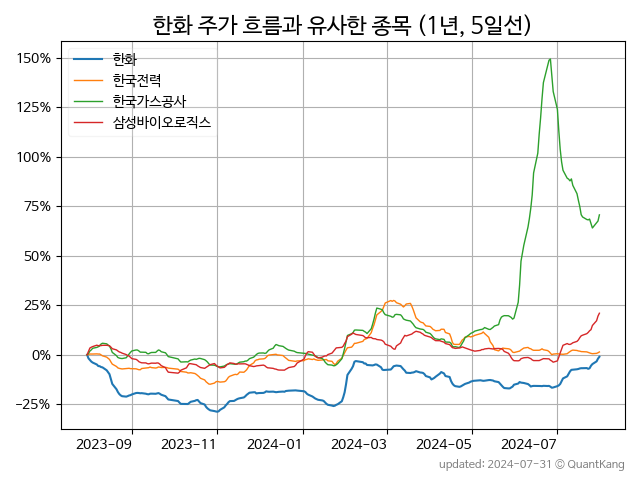 한화 주가 흐름과 유사한 종목 (1년, 5일선)
한화
한국전력
한국가스공사
삼성바이오로직스
150%
125%
100%
75%
50%
25%
0%
−25%
2023-09 2023-11 2024-01 2024-03 2024-05 2024-07
updated: 2024-07-31 © QuantKang